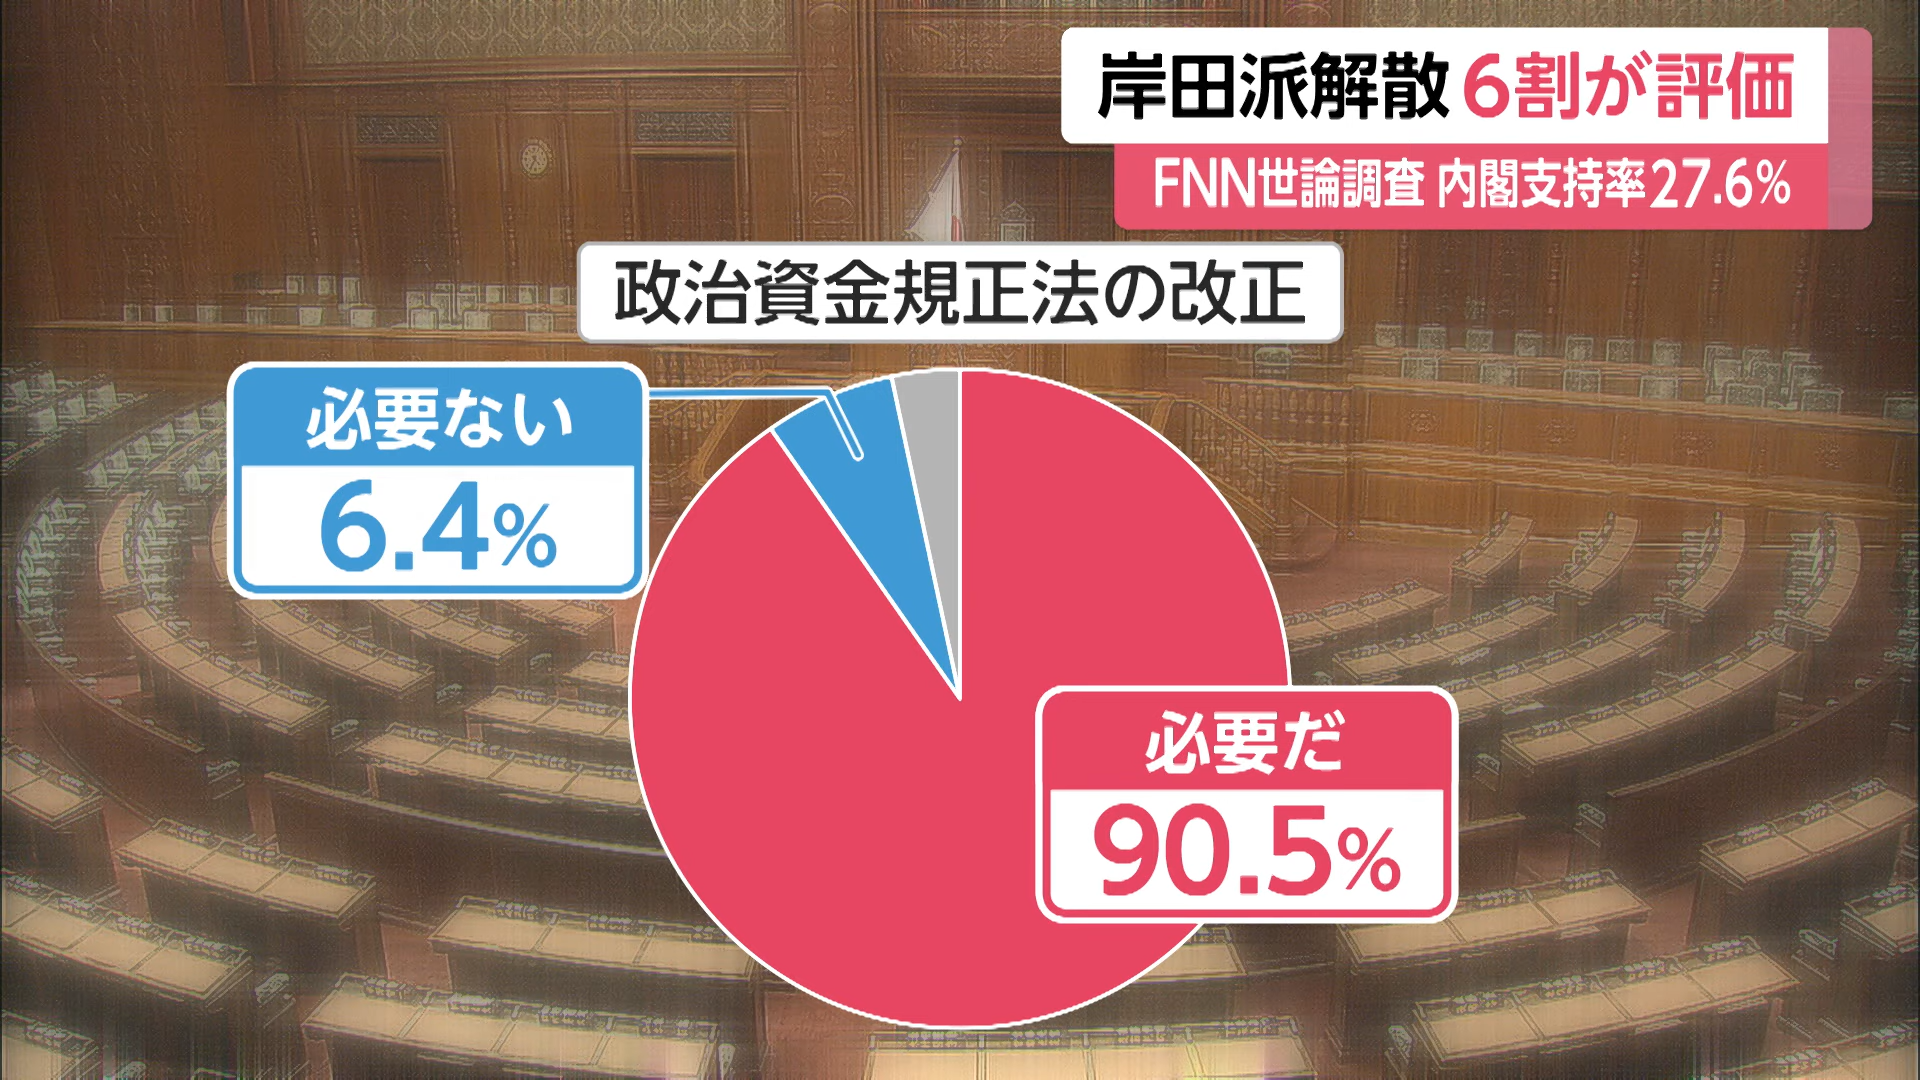 岸田派解散 6割が評価
FNN世論調査 内閣支持率27.6%
政治資金規正法の改正
必要ない
6.4%
必要だ
90.5%